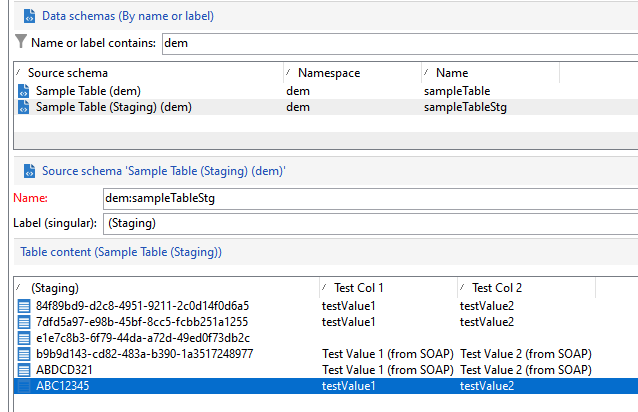 Data schemas (By name or label)
Name or label contains: dem
Source schema Namespace Name
Sample Table (dem) dem sampleTable
Sample Table (Staging) (dem) dem sampleTableStg
Source schema 'Sample Table (Staging) (dem)'
Name: dem:sampleTableStg
Label (singular): (Staging)
Table content (Sample Table (Staging))
(Staging) Test Col 1 Test Col 2
84f89bd9-d2c8-4951-9211-2c0d14f0d6a5 testValue1 testValue2
7dfd5a97-e98b-45bf-8cc5-fcbb251a1255 testValue1 testValue2
e1e7c8b3-6f79-44da-a72d-49ed0f73db2c
b9b9d143-cd82-483a-b390-1a3517248977 Test Value 1 (from SOAP) Test Value 2 (from SOAP)
ABDCD321 Test Value 1 (from SOAP) Test Value 2 (from SOAP)
ABC12345 testValue1 testValue2